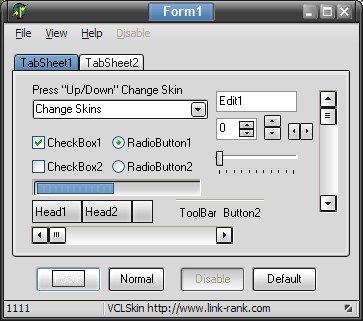 Form1
File View Help Disable
TabSheet1 TabSheet2
Press "Up/Down" Change Skin
Change Skins
Edit1
0
CheckBox1 RadioButton1
CheckBox2 RadioButton2
Head1 Head2
ToolBar Button2
Focus Normal Disable Default
1111 VCLSkin http://www.link-rank.com